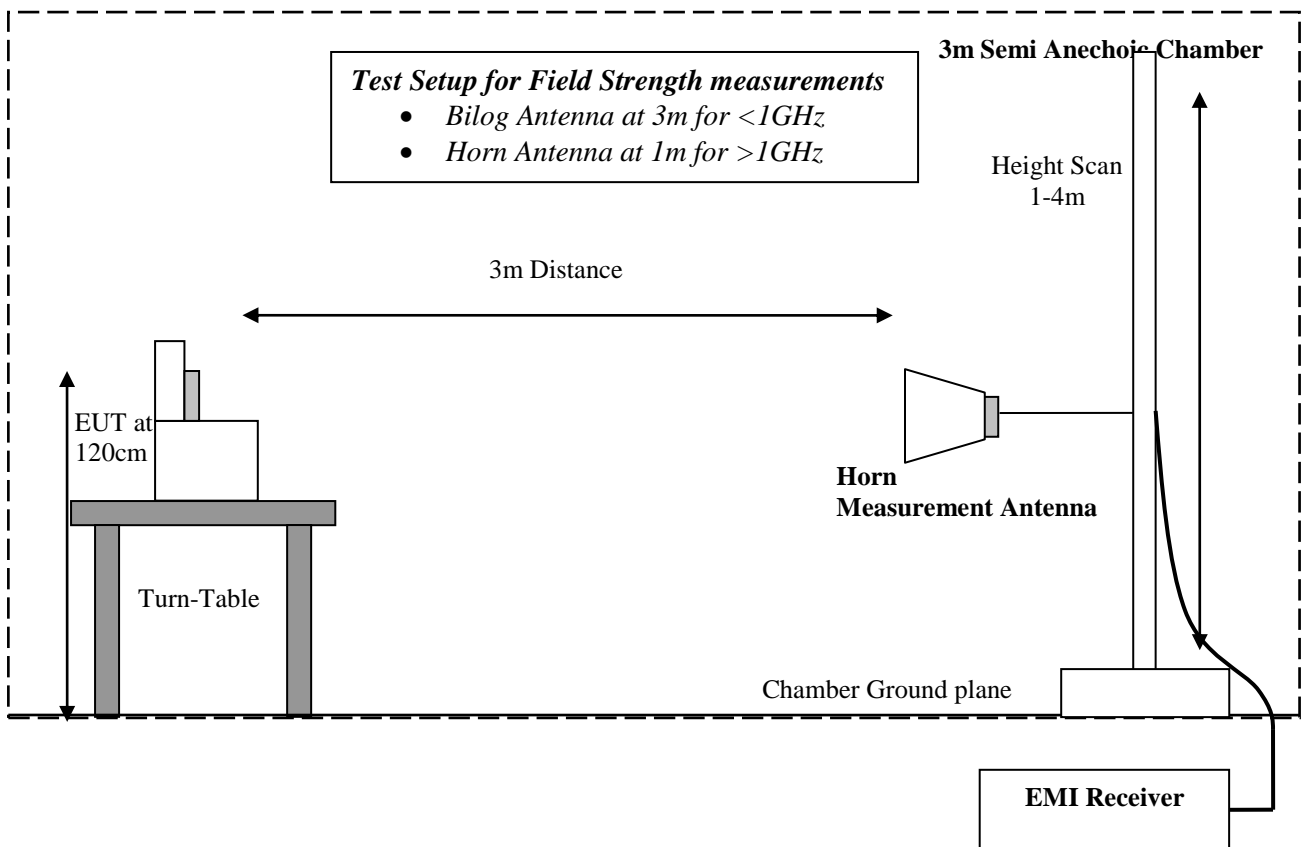 3m Semi Anechoic Chamber
Test Setup for Field Strength measurements
• Bilog Antenna at 3m for <1GHz
• Horn Antenna at 1m for >1GHz
Height Scan
1-4m
3m Distance
EUT at
120cm
Horn
Measurement Antenna
Turn-Table
Chamber Ground plane
EMI Receiver